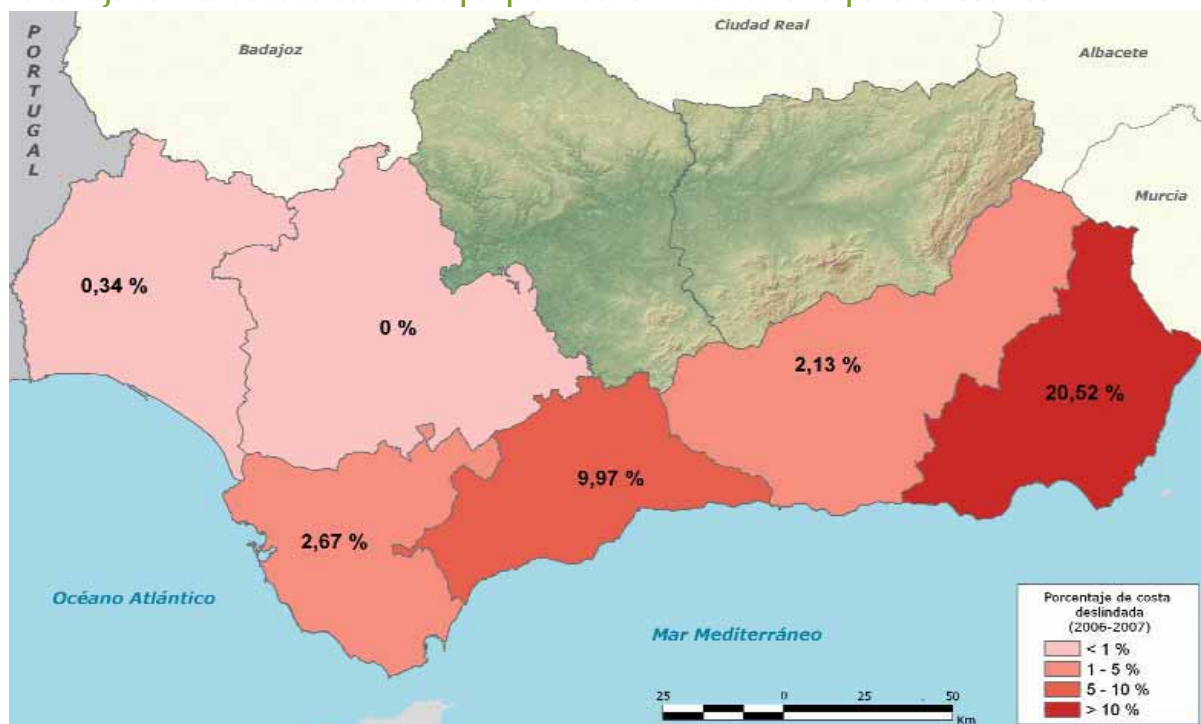 PORTUGAL
Badajoz
Ciudad Real
Albacete
Murcia
0,34 %
0 %
2,13 %
20,52 %
9,97 %
2,67 %
Océano Atlántico
Mar Mediterráneo
Porcentaje de costa
deslindada
(2006-2007)
< 1 %
1 - 5 %
5 - 10 %
> 10 %
25 0 25 50
Km